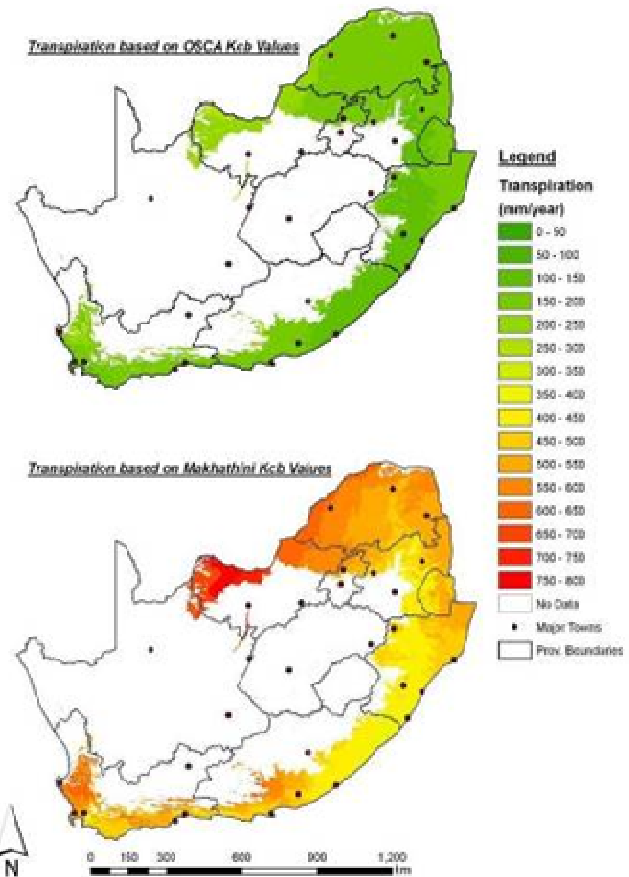 Transpiration based on OSCA Kcb Values
Legend
Transpiration
(mm/year)
0 - 50
50 - 100
100 - 150
150 - 200
200 - 250
250 - 300
300 - 350
350 - 400
400 - 450
450 - 500
500 - 550
550 - 600
600 - 650
650 - 700
700 - 750
750 - 800
No Data
Major Towns
Prov. Boundaries
Transpiration based on Makhathini Kcb Values
N
0 150 300 600 900 1,200